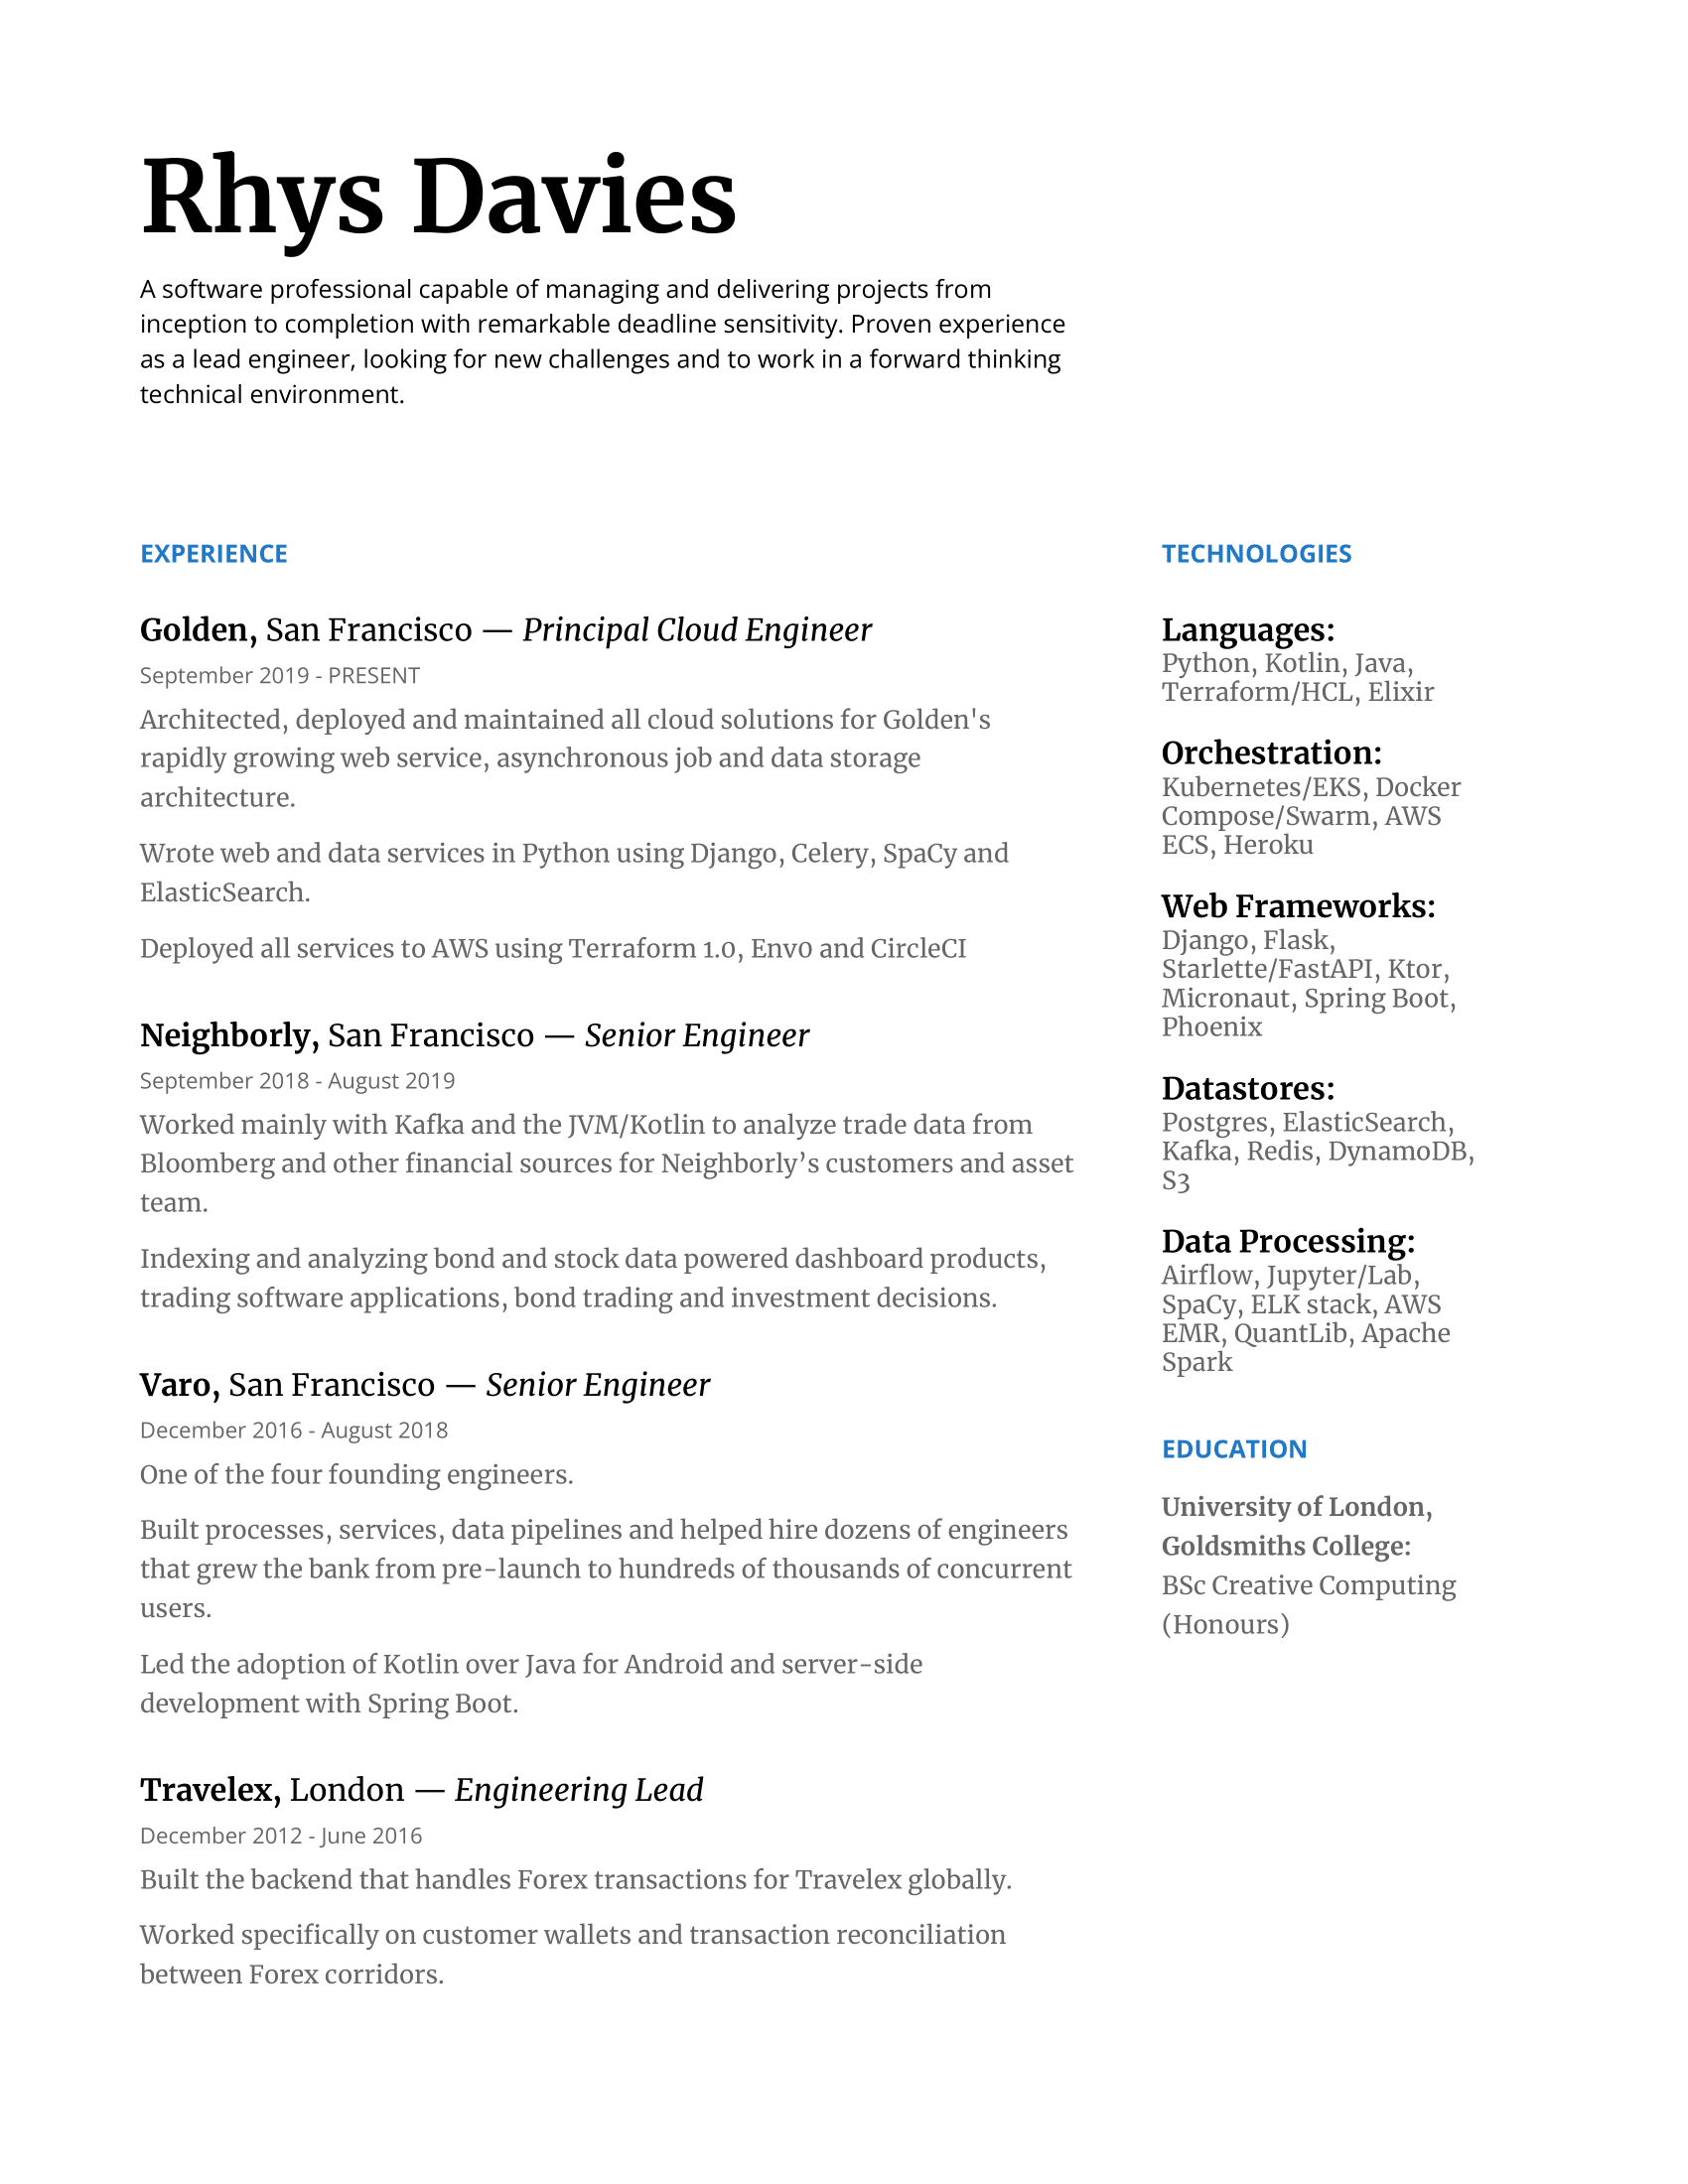 Rhys Davies
A software professional capable of managing and delivering projects from
inception to completion with remarkable deadline sensitivity. Proven experience
as a lead engineer, looking for new challenges and to work in a forward thinking
technical environment.
EXPERIENCE
Golden, San Francisco — Principal Cloud Engineer
September 2019 - PRESENT
Architected, deployed and maintained all cloud solutions for Golden's
rapidly growing web service, asynchronous job and data storage
architecture.
Wrote web and data services in Python using Django, Celery, SpaCy and
ElasticSearch.
Deployed all services to AWS using Terraform 1.0, Env0 and CircleCI
Neighborly, San Francisco — Senior Engineer
September 2018 - August 2019
Worked mainly with Kafka and the JVM/Kotlin to analyze trade data from
Bloomberg and other financial sources for Neighborly’s customers and asset
team.
Indexing and analyzing bond and stock data powered dashboard products,
trading software applications, bond trading and investment decisions.
Varo, San Francisco — Senior Engineer
December 2016 - August 2018
One of the four founding engineers.
Built processes, services, data pipelines and helped hire dozens of engineers
that grew the bank from pre-launch to hundreds of thousands of concurrent
users.
Led the adoption of Kotlin over Java for Android and server-side
development with Spring Boot.
Travelex, London — Engineering Lead
December 2012 - June 2016
Built the backend that handles Forex transactions for Travelex globally.
Worked specifically on customer wallets and transaction reconciliation
between Forex corridors.
TECHNOLOGIES
Languages:
Python, Kotlin, Java,
Terraform/HCL, Elixir
Orchestration:
Kubernetes/EKS, Docker
Compose/Swarm, AWS
ECS, Heroku
Web Frameworks:
Django, Flask,
Starlette/FastAPI, Ktor,
Micronaut, Spring Boot,
Phoenix
Datastores:
Postgres, ElasticSearch,
Kafka, Redis, DynamoDB,
S3
Data Processing:
Airflow, Jupyter/Lab,
SpaCy, ELK stack, AWS
EMR, QuantLib, Apache
Spark
EDUCATION
University of London,
Goldsmiths College:
BSc Creative Computing
(Honours)